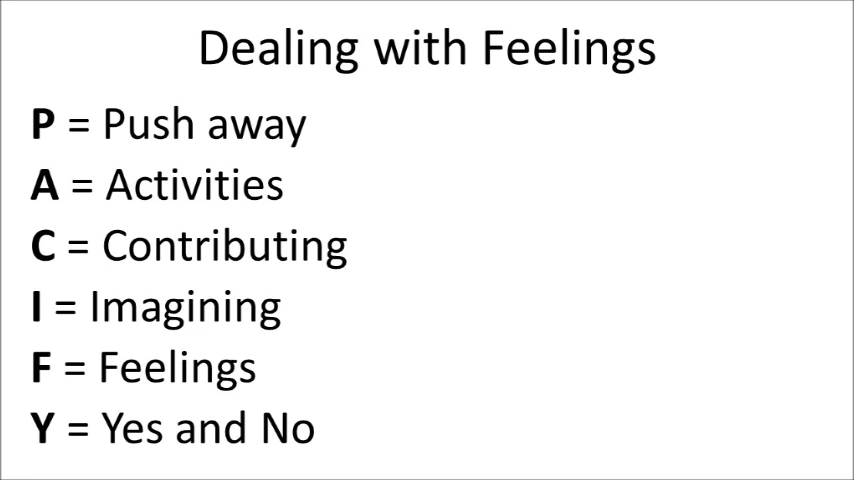 Dealing with Feelings
P = Push away
A = Activities
C = Contributing
I = Imagining
F = Feelings
Y = Yes and No